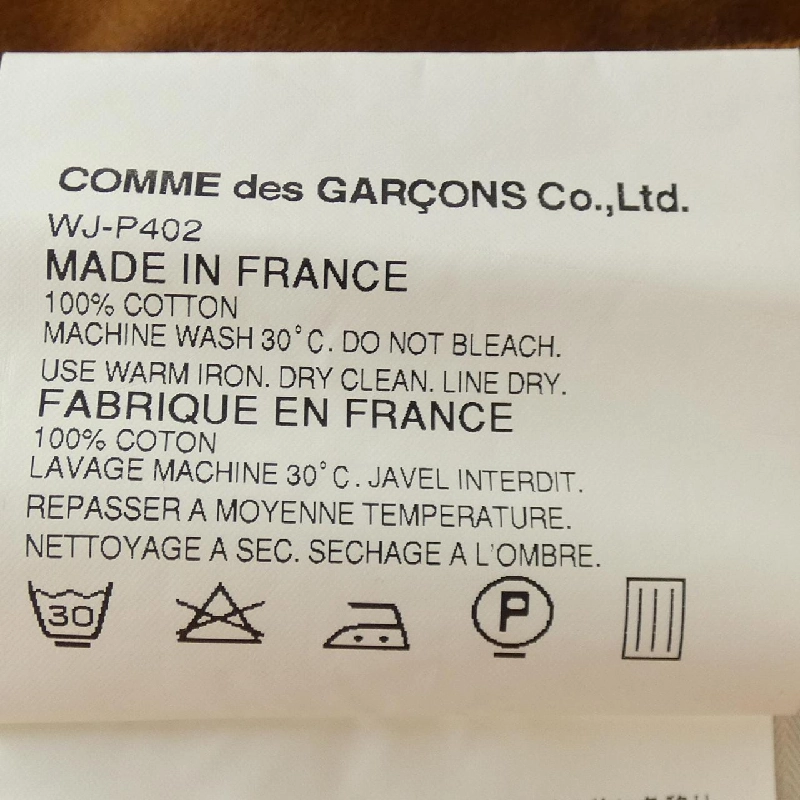 COMME des GARÇONS Co.,Ltd.
WJ-P402
MADE IN FRANCE
100% COTTON
MACHINE WASH 30°C. DO NOT BLEACH.
USE WARM IRON. DRY CLEAN. LINE DRY.
FABRIQUE EN FRANCE
100% COTON
LAVAGE MACHINE 30°C. JAVEL INTERDIT.
REPASSER A MOYENNE TEMPERATURE.
NETTOYAGE A SEC. SECHAGE A L'OMBRE.
30 P